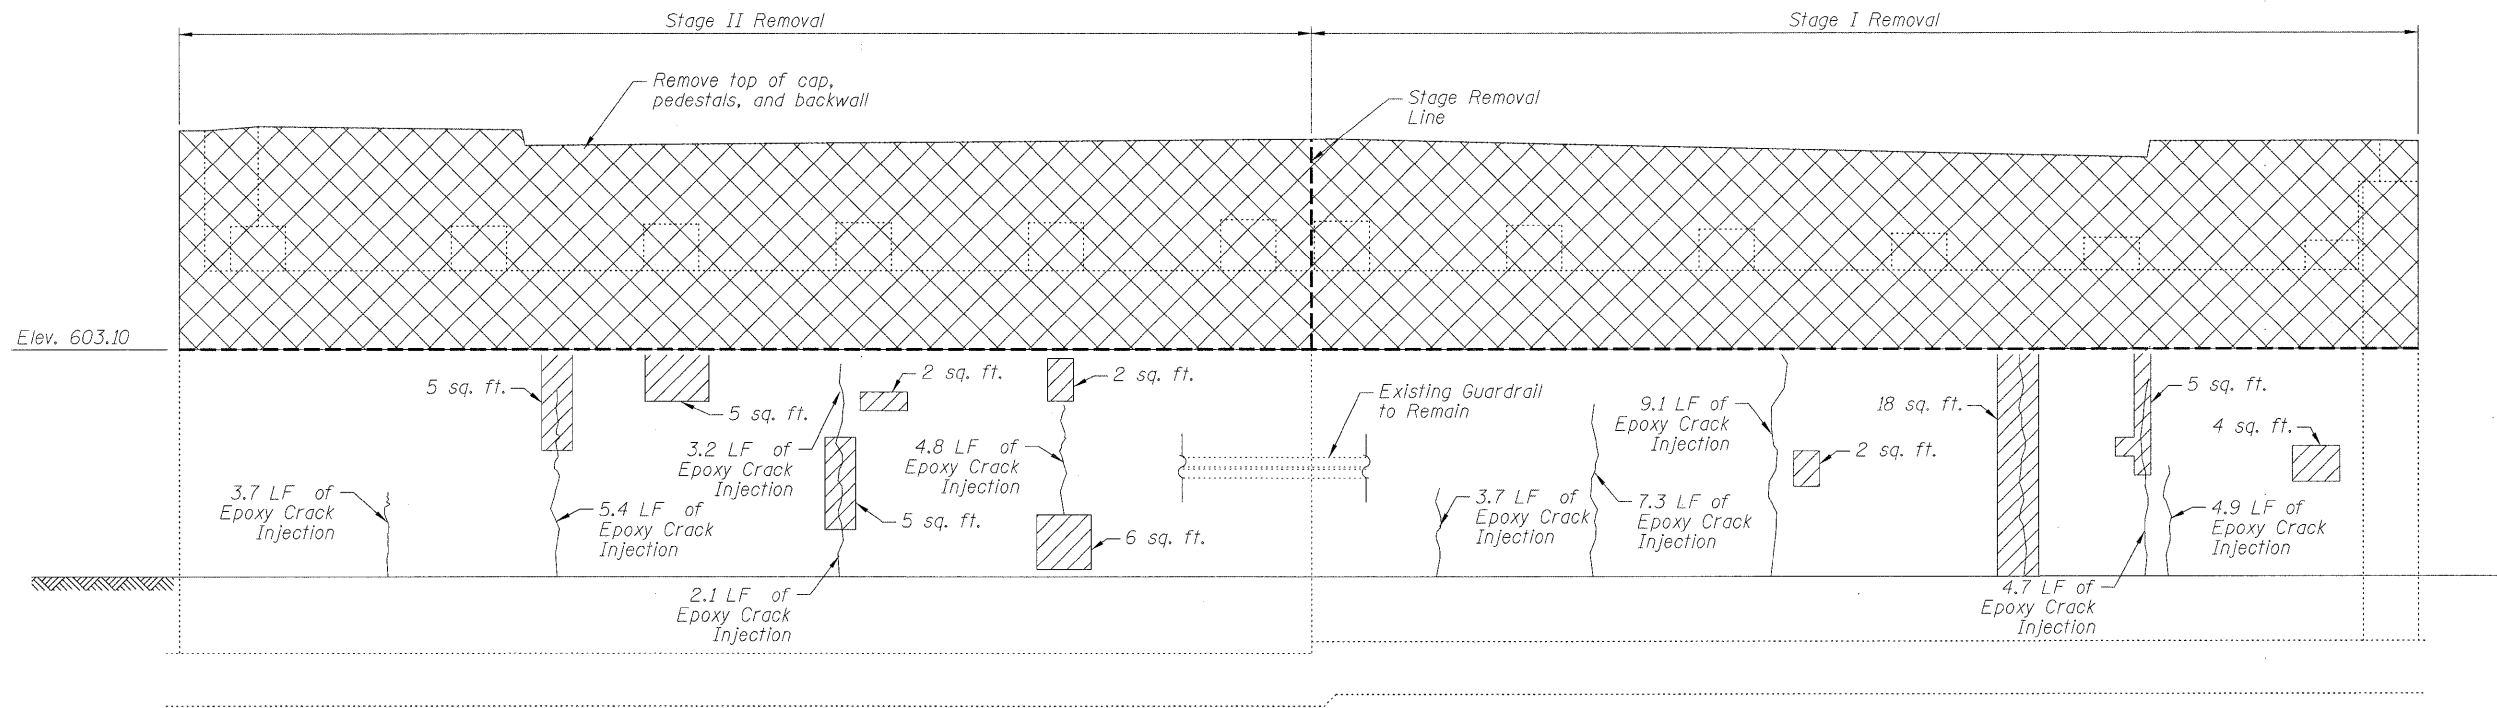 Stage II Removal
Stage I Removal
Remove top of cap,
pedestals, and backwall
Stage Removal
Line
Elev. 603.10
5 sq. ft.
5 sq. ft.
2 sq. ft.
2 sq. ft.
3.2 LF of
Epoxy Crack
Injection
4.8 LF of
Epoxy Crack
Injection
Existing Guardrail
to Remain
9.1 LF of
Epoxy Crack
Injection
18 sq. ft.
5 sq. ft.
4 sq. ft.
2 sq. ft.
3.7 LF of
Epoxy Crack
Injection
5.4 LF of
Epoxy Crack
Injection
5 sq. ft.
6 sq. ft.
3.7 LF of
Epoxy Crack
Injection
7.3 LF of
Epoxy Crack
Injection
4.9 LF of
Epoxy Crack
Injection
2.1 LF of
Epoxy Crack
Injection
4.7 LF of
Epoxy Crack
Injection